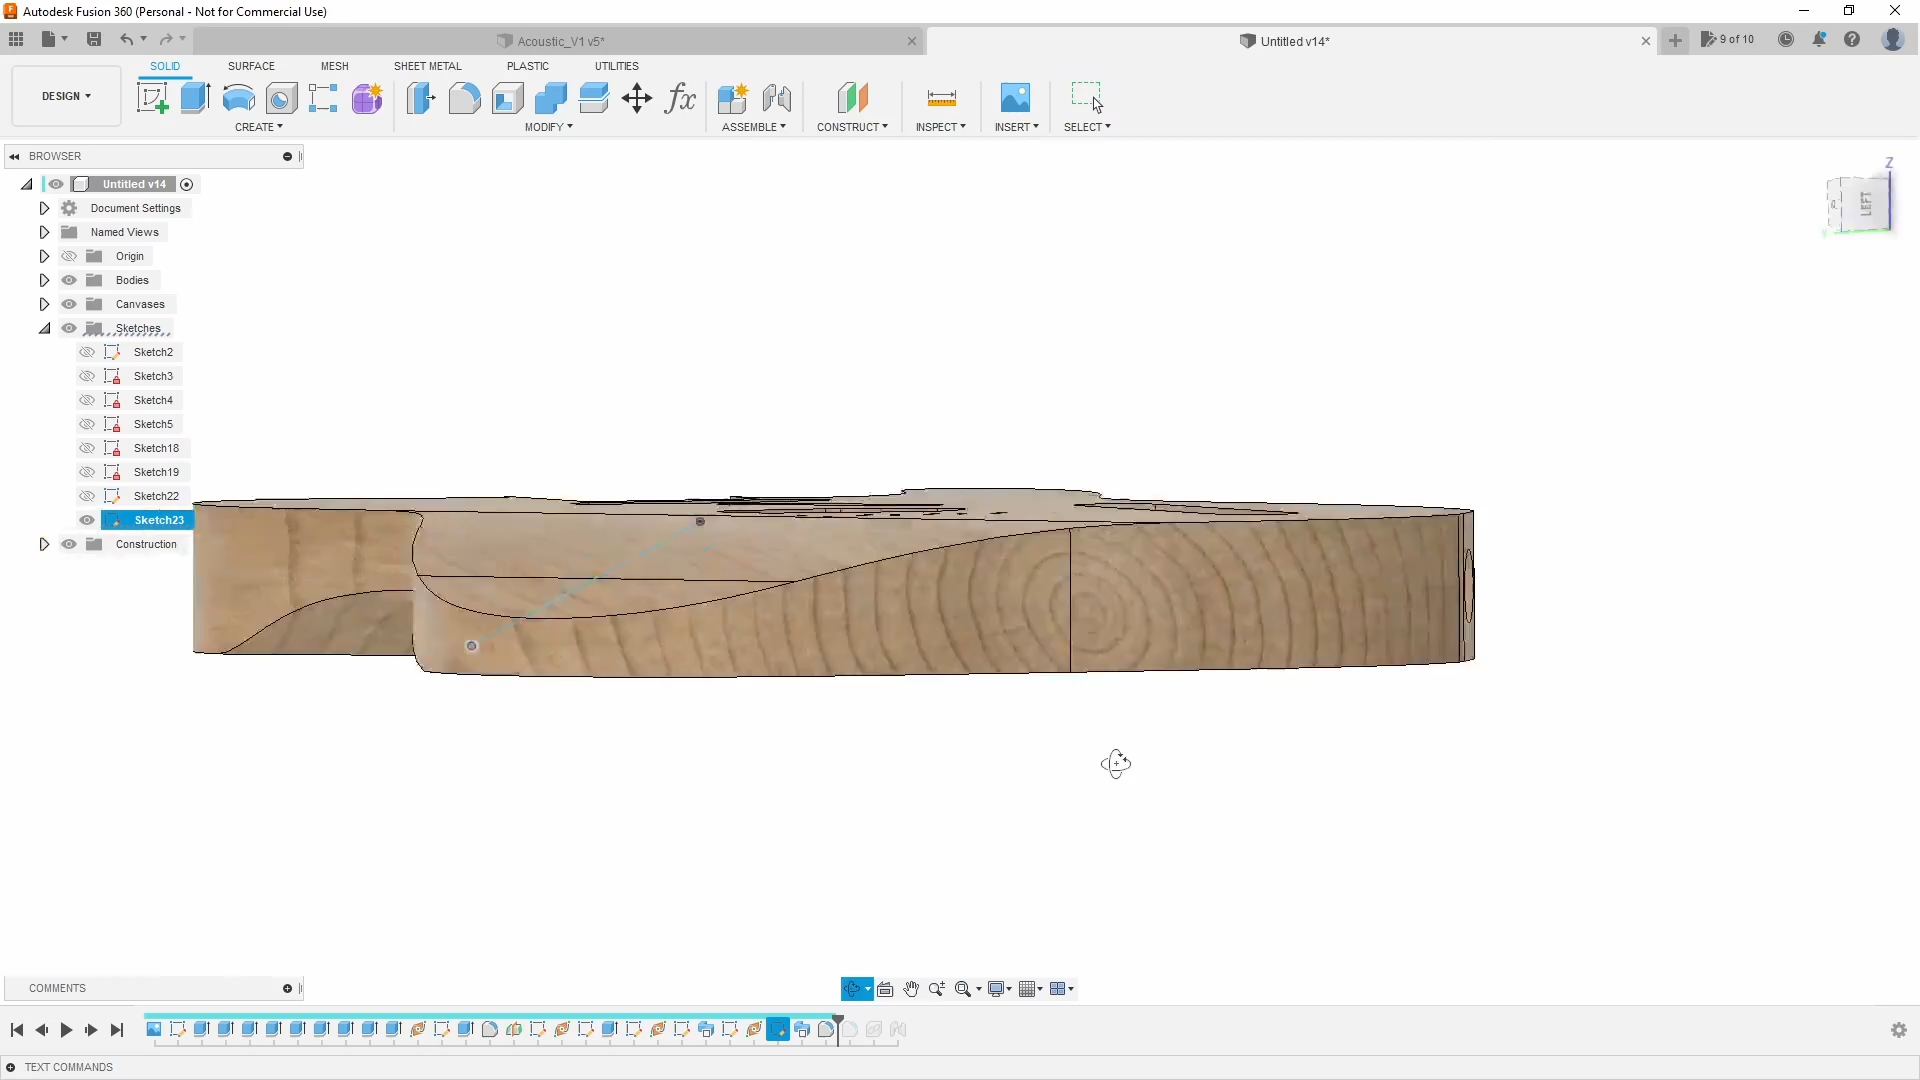 Autodesk Fusion 360 (Personal - Not for Commercial Use)
Acoustic_V1 v5*
Untitled v14*
9 of 10
DESIGN
SOLID
SURFACE
MESH
SHEET METAL
PLASTIC
UTILITIES
CREATE
MODIFY
ASSEMBLE
CONSTRUCT
INSPECT
INSERT
SELECT
BROWSER
Untitled v14
Document Settings
Named Views
Origin
Bodies
Canvases
Sketches
Sketch2
Sketch3
Sketch4
Sketch5
Sketch18
Sketch19
Sketch22
Sketch23
Construction
Z
LEFT
COMMENTS
TEXT COMMANDS